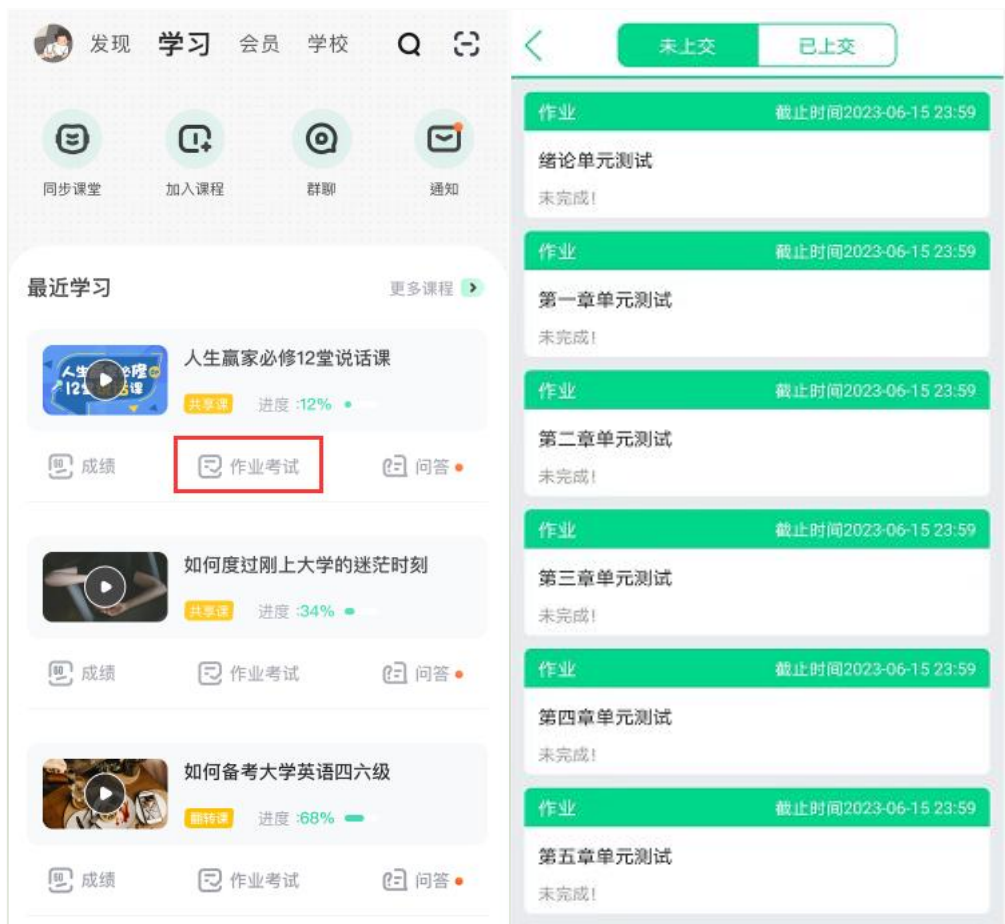 发现 学习 会员 学校
同步课堂 加入课程 群聊 通知
最近学习 更多课程
人生赢家必修12堂说话课
共享课 进度:12%
成绩 作业考试 问答
如何度过刚上大学的迷茫时刻
共享课 进度:34%
成绩 作业考试 问答
如何备考大学英语四六级
翻转课 进度:68%
成绩 作业考试 问答
未上交 已上交
作业 截止时间2023-06-15 23:59
绪论单元测试
未完成!
作业 截止时间2023-06-15 23:59
第一章单元测试
未完成!
作业 截止时间2023-06-15 23:59
第二章单元测试
未完成!
作业 截止时间2023-06-15 23:59
第三章单元测试
未完成!
作业 截止时间2023-06-15 23:59
第四章单元测试
未完成!
作业 截止时间2023-06-15 23:59
第五章单元测试
未完成!